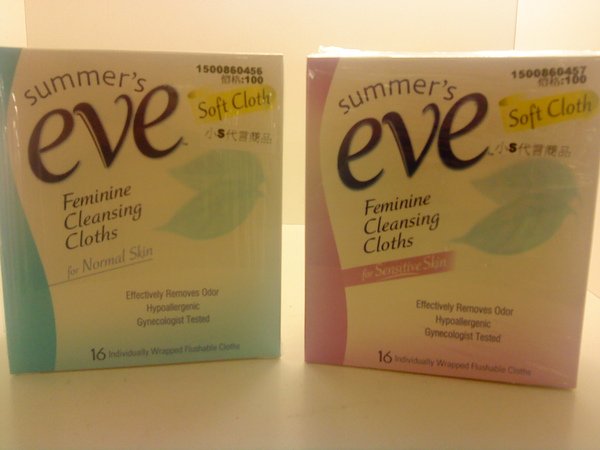 summer's
eve
1500860456
價格:100
Soft Cloth
小S代言商品
Feminine
Cleansing
Cloths
for Normal Skin
Effectively Removes Odor
Hypoallergenic
Gynecologist Tested
16 Individually Wrapped Flushable Cloths
summer's
eve
1500860457
價格:100
Soft Cloth
小S代言商品
Feminine
Cleansing
Cloths
for Sensitive Skin
Effectively Removes Odor
Hypoallergenic
Gynecologist Tested
16 Individually Wrapped Flushable Cloths